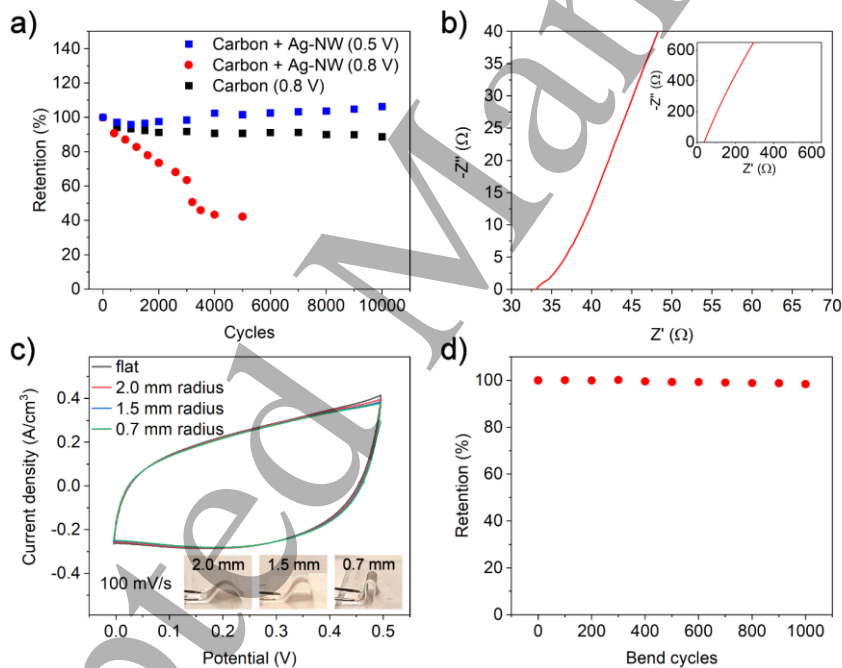 a)
140
120
100
80
60
40
20
0
Retention (%)
Carbon + Ag-NW (0.5 V)
Carbon + Ag-NW (0.8 V)
Carbon (0.8 V)
0 2000 4000 6000 8000 10000
Cycles
b)
40
35
30
25
20
15
10
5
0
-Z'' (Ω)
30 35 40 45 50 55 60 65 70
Z' (Ω)
600
400
200
0
-Z'' (Ω)
0 200 400 600
Z' (Ω)
c)
flat
2.0 mm radius
1.5 mm radius
0.7 mm radius
0.4
0.2
0.0
-0.2
-0.4
Current density (A/cm³)
100 mV/s
2.0 mm 1.5 mm 0.7 mm
0.0 0.1 0.2 0.3 0.4 0.5
Potential (V)
d)
120
100
80
60
40
20
0
Retention (%)
0 200 400 600 800 1000
Bend cycles